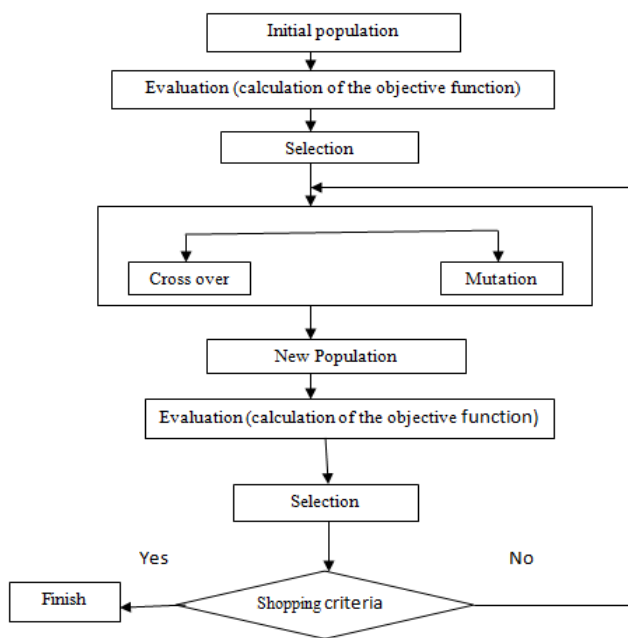 Initial population
Evaluation (calculation of the objective function)
Selection
Cross over
Mutation
New Population
Evaluation (calculation of the objective function)
Selection
Yes
No
Finish
Shopping criteria